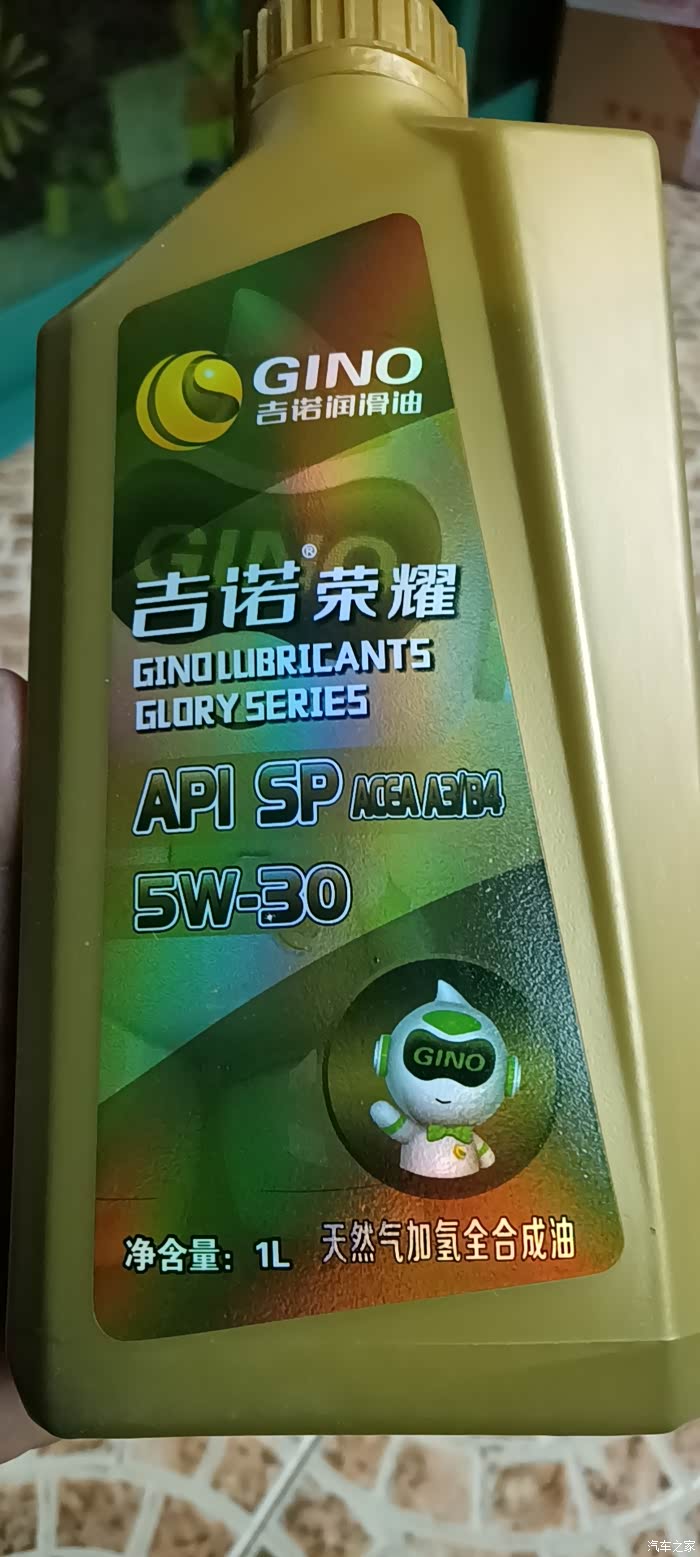 GINO
吉诺润滑油
GINO
吉诺®荣耀
GINO LUBRICANTS
GLORY SERIES
API SP ACEA A3/B4
5W-30
GINO
净含量：1L 天然气加氢全合成油
汽车之家